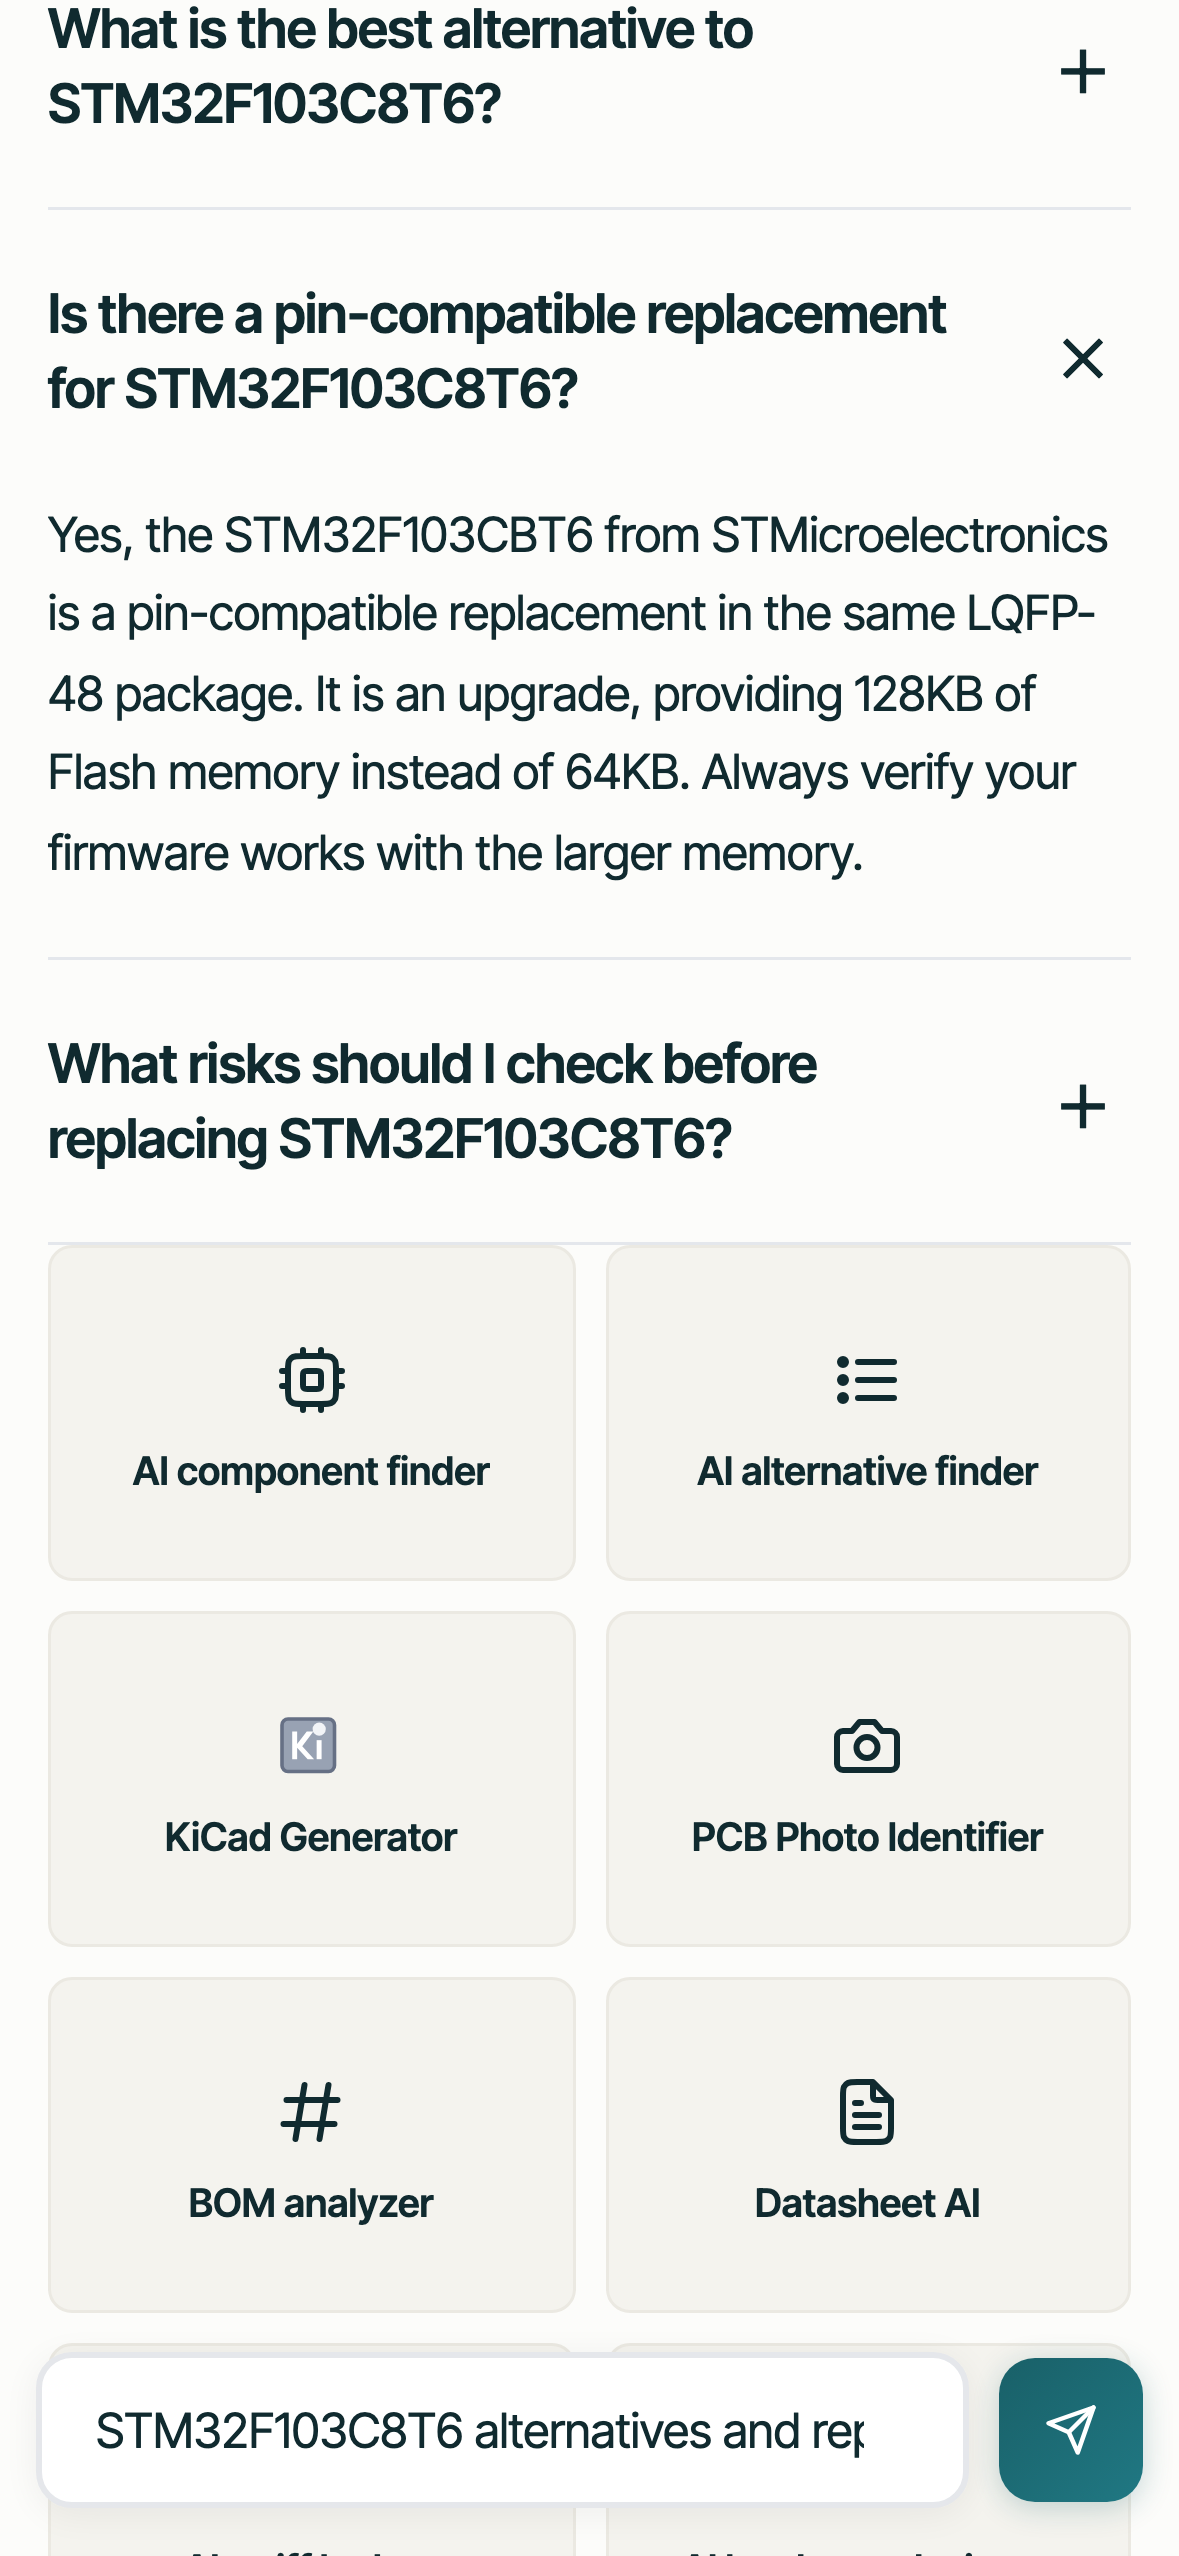 What is the best alternative to
STM32F103C8T6?
Is there a pin-compatible replacement
for STM32F103C8T6?
Yes, the STM32F103CBT6 from STMicroelectronics
is a pin-compatible replacement in the same LQFP-
48 package. It is an upgrade, providing 128KB of
Flash memory instead of 64KB. Always verify your
firmware works with the larger memory.
What risks should I check before
replacing STM32F103C8T6?
AI component finder
AI alternative finder
Ki
KiCad Generator
PCB Photo Identifier
BOM analyzer
Datasheet AI
STM32F103C8T6 alternatives and rep